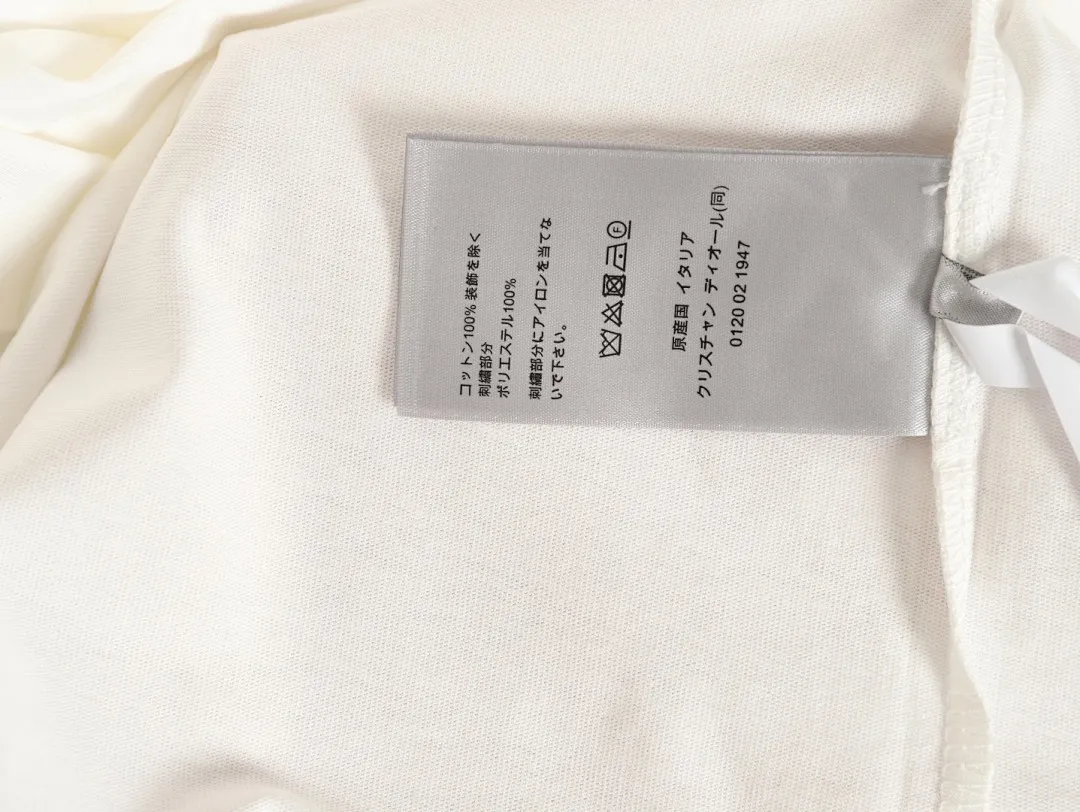 コットン100% 装飾を除く
刺繍部分
ポリエステル100%
刺繍部分にアイロンを当てな
いで下さい。
F
原産国 イタリア
クリスチャン ディオール(同)
0120 02 1947